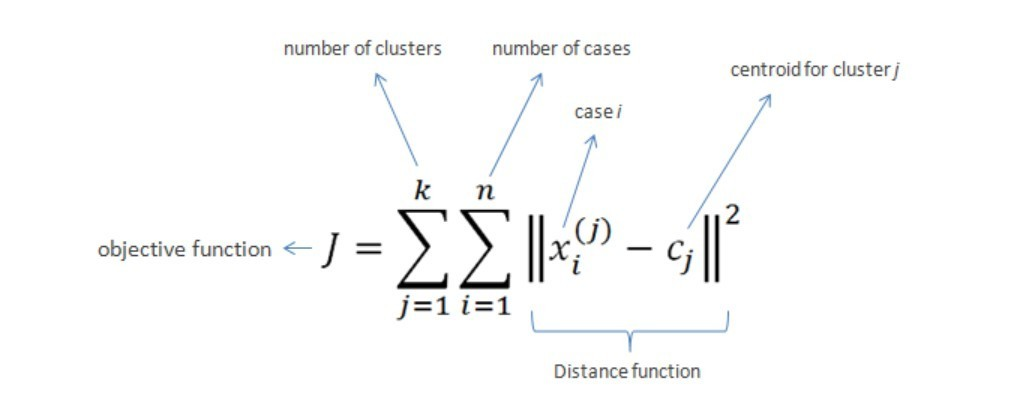 number of clusters number of cases
centroid for cluster j
case i
k n
objective function ← J = ∑ ∑ ‖x_i^(j) − c_j‖²
j=1 i=1
Distance function